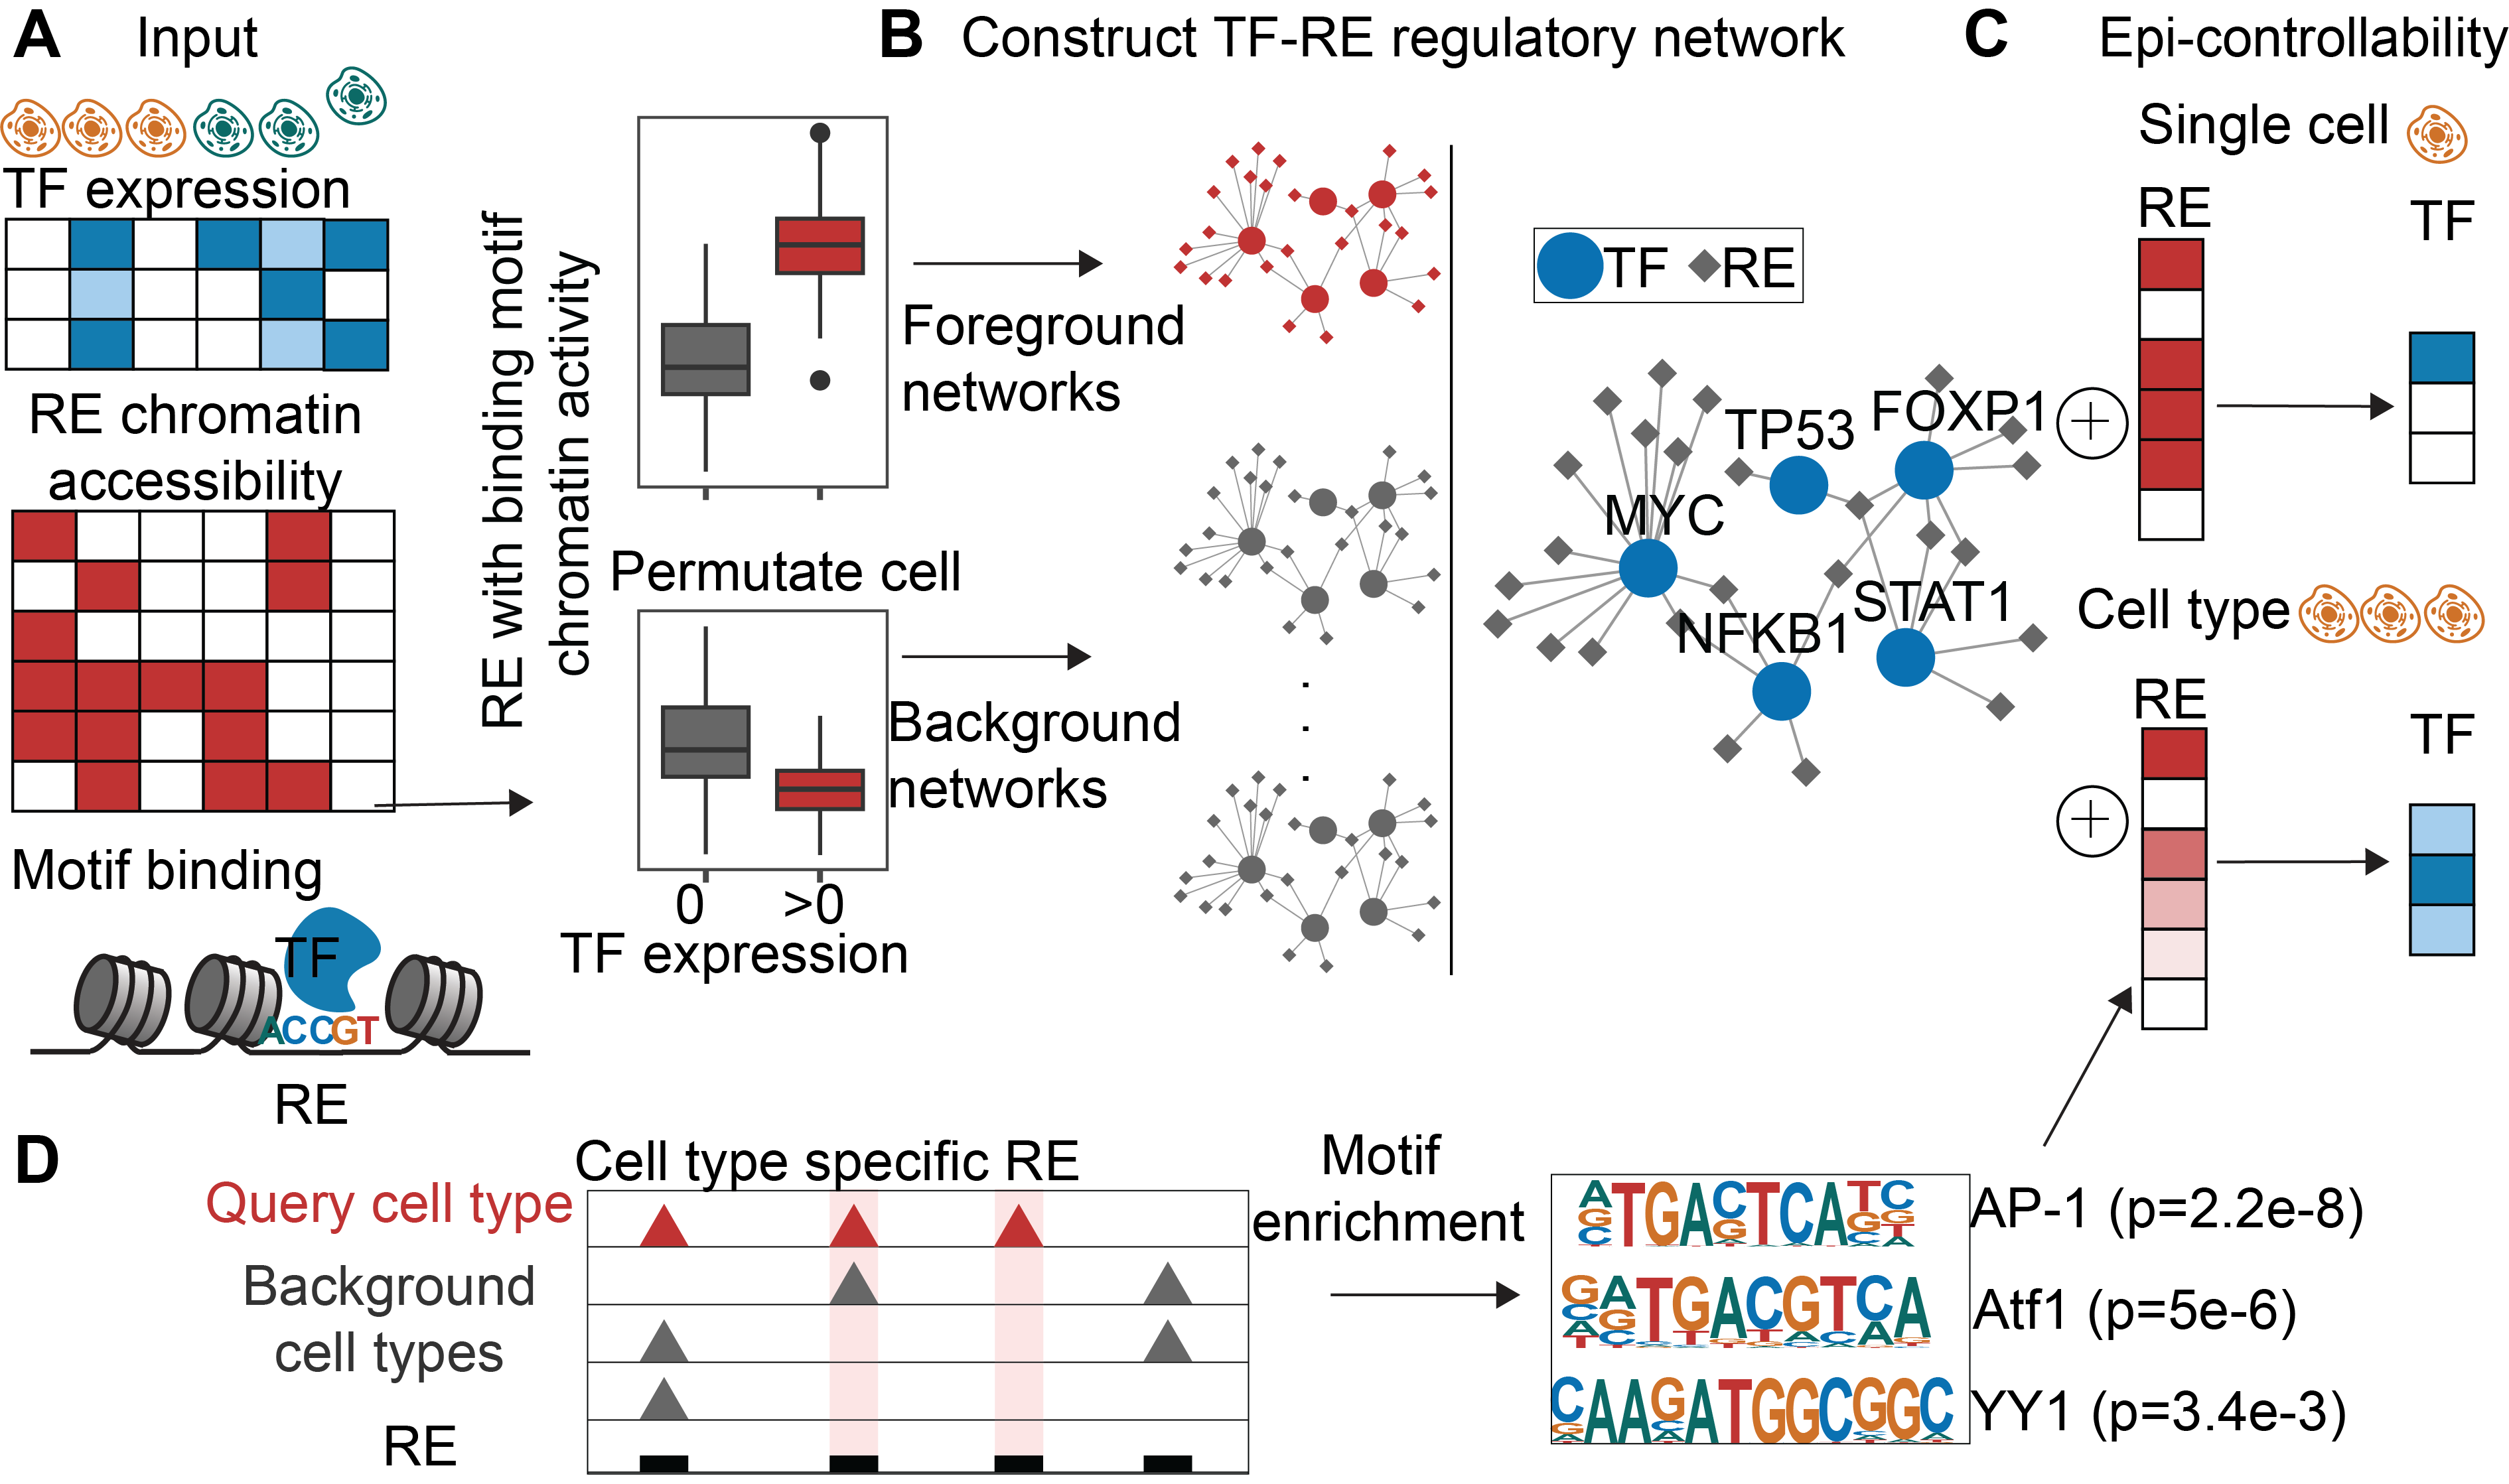 A Input
TF expression
RE chromatin
accessibility
Motif binding
TF
ACCGT
RE
B Construct TF-RE regulatory network
RE with binding motif
chromatin activity
Permutate cell
0 >0
TF expression
Foreground
networks
Background
networks
.
.
.
TF RE
TP53
FOXP1
MYC
STAT1
NFKB1
C Epi-controllability
Single cell
RE
TF
Cell type
RE
TF
D
Cell type specific RE
Query cell type
Background
cell types
RE
Motif
enrichment
AP-1 (p=2.2e-8)
Atf1 (p=5e-6)
CAAGATGGCGGC
YY1 (p=3.4e-3)